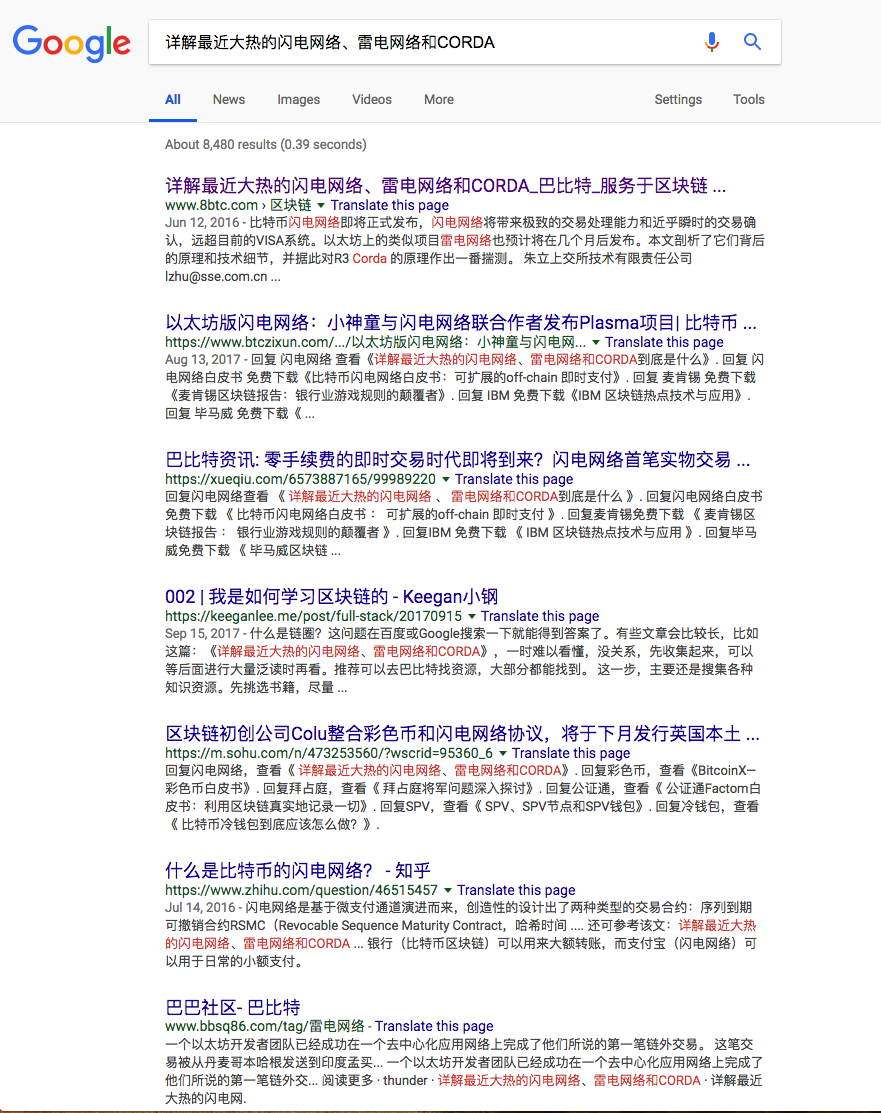 Google
详解最近大热的闪电网络、雷电网络和CORDA
All News Images Videos More Settings Tools
About 8,480 results (0.39 seconds)
详解最近大热的闪电网络、雷电网络和CORDA_巴比特_服务于区块链 ...
www.8btc.com › 区块链 ▼ Translate this page
Jun 12, 2016 - 比特币闪电网络即将正式发布，闪电网络将带来极致的交易处理能力和近乎瞬时的交易确
认，远超目前的VISA系统。以太坊上的类似项目雷电网络也预计将在几个月后发布。本文剖析了它们背后
的原理和技术细节，并据此对R3 Corda 的原理作出一番揣测。 朱立上交所技术有限责任公司
lzhu@sse.com.cn ...
以太坊版闪电网络：小神童与闪电网络联合作者发布Plasma项目| 比特币 ...
https://www.btczixun.com/.../以太坊版闪电网络：小神童与闪电网... ▼ Translate this page
Aug 13, 2017 - 回复 闪电网络 查看《详解最近大热的闪电网络、雷电网络和CORDA到底是什么》. 回复 闪
电网络白皮书 免费下载《比特币闪电网络白皮书：可扩展的off-chain 即时支付》. 回复 麦肯锡 免费下载
《麦肯锡区块链报告：银行业游戏规则的颠覆者》. 回复 IBM 免费下载《IBM 区块链热点技术与应用》.
回复 毕马威 免费下载《 ...
巴比特资讯: 零手续费的即时交易时代即将到来？闪电网络首笔实物交易 ...
https://xueqiu.com/6573887165/99989220 ▼ Translate this page
回复闪电网络查看 《 详解最近大热的闪电网络 、 雷电网络和CORDA到底是什么 》. 回复闪电网络白皮书
免费下载 《 比特币闪电网络白皮书 ： 可扩展的off-chain 即时支付 》. 回复麦肯锡免费下载 《 麦肯锡区
块链报告 ： 银行业游戏规则的颠覆者 》. 回复IBM 免费下载 《 IBM 区块链热点技术与应用 》. 回复毕马
威免费下载 《 毕马威区块链 ...
002 | 我是如何学习区块链的 - Keegan小钢
https://keeganlee.me/post/full-stack/20170915 ▼ Translate this page
Sep 15, 2017 - 什么是链圈？这问题在百度或Google搜索一下就能得到答案了。有些文章会比较长，比如
这篇：《详解最近大热的闪电网络、雷电网络和CORDA》，一时难以看懂，没关系，先收集起来，可以
等后面进行大量泛读时再看。推荐可以去巴比特找资源，大部分都能找到。 这一步，主要还是搜集各种
知识资源。先挑选书籍，尽量 ...
区块链初创公司Colu整合彩色币和闪电网络协议，将于下月发行英国本土 ...
https://m.sohu.com/n/473253560/?wscrid=95360_6 ▼ Translate this page
回复闪电网络，查看《 详解最近大热的闪电网络、雷电网络和CORDA》. 回复彩色币，查看《BitcoinX—
彩色币白皮书》. 回复拜占庭，查看《 拜占庭将军问题深入探讨》. 回复公证通，查看《 公证通Factom白
皮书：利用区块链真实地记录一切》. 回复SPV，查看《 SPV、SPV节点和SPV钱包》. 回复冷钱包，查看
《 比特币冷钱包到底应该怎么做？》.
什么是比特币的闪电网络？ - 知乎
https://www.zhihu.com/question/46515457 ▼ Translate this page
Jul 14, 2016 - 闪电网络是基于微支付通道演进而来，创造性的设计出了两种类型的交易合约：序列到期
可撤销合约RSMC（Revocable Sequence Maturity Contract，哈希时间 .... 还可参考该文：详解最近大热
的闪电网络、雷电网络和CORDA ... 银行（比特币区块链）可以用来大额转账，而支付宝（闪电网络）可
以用于日常的小额支付。
巴巴社区- 巴比特
www.bbsq86.com/tag/雷电网络 - Translate this page
一个以太坊开发者团队已经成功在一个去中心化应用网络上完成了他们所说的第一笔链外交易。 这笔交
易被从丹麦哥本哈根发送到印度孟买... 一个以太坊开发者团队已经成功在一个去中心化应用网络上完成了
他们所说的第一笔链外交... 阅读更多 · thunder · 详解最近大热的闪电网络、雷电网络和CORDA · 详解最近
大热的闪电网.